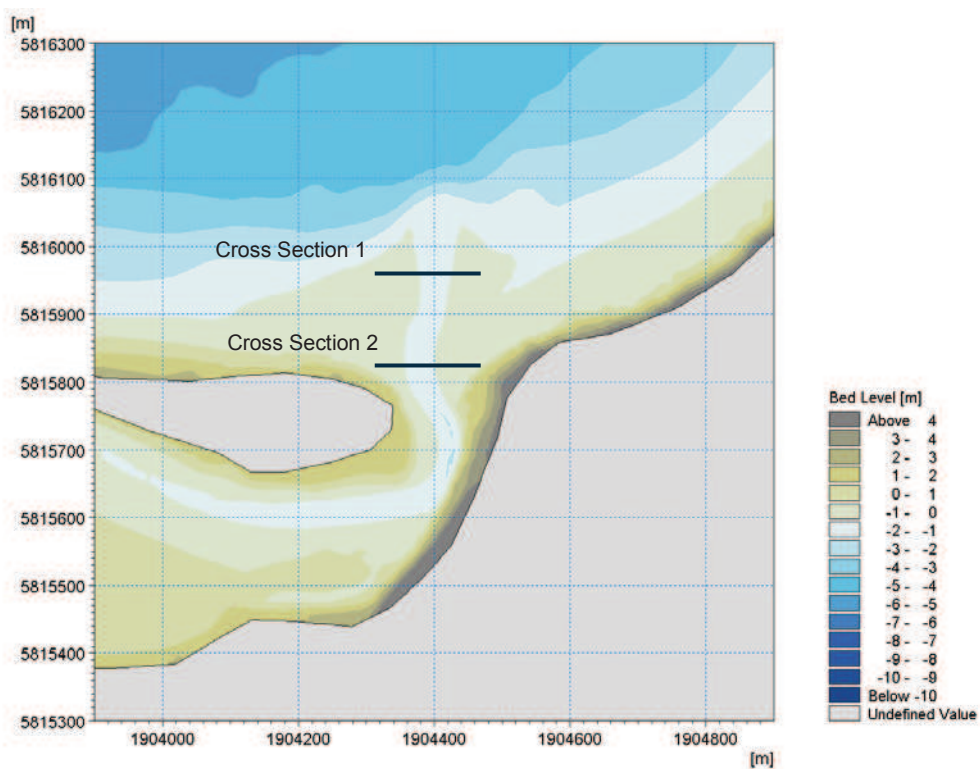 [m]
5816300
5816200
5816100
5816000
5815900
5815800
5815700
5815600
5815500
5815400
5815300
Cross Section 1
Cross Section 2
1904000 1904200 1904400 1904600 1904800
[m]
Bed Level [m]
Above 4
3 - 4
2 - 3
1 - 2
0 - 1
-1 - 0
-2 - -1
-3 - -2
-4 - -3
-5 - -4
-6 - -5
-7 - -6
-8 - -7
-9 - -8
-10 - -9
Below -10
Undefined Value